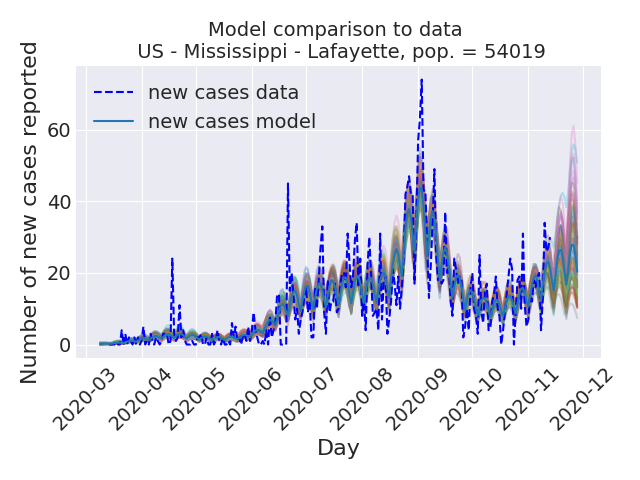 Model comparison to data
US - Mississippi - Lafayette, pop. = 54019
Number of new cases reported
60
40
20
0
new cases data
new cases model
2020-03
2020-04
2020-05
2020-06
2020-07
2020-08
2020-09
2020-10
2020-11
2020-12
Day